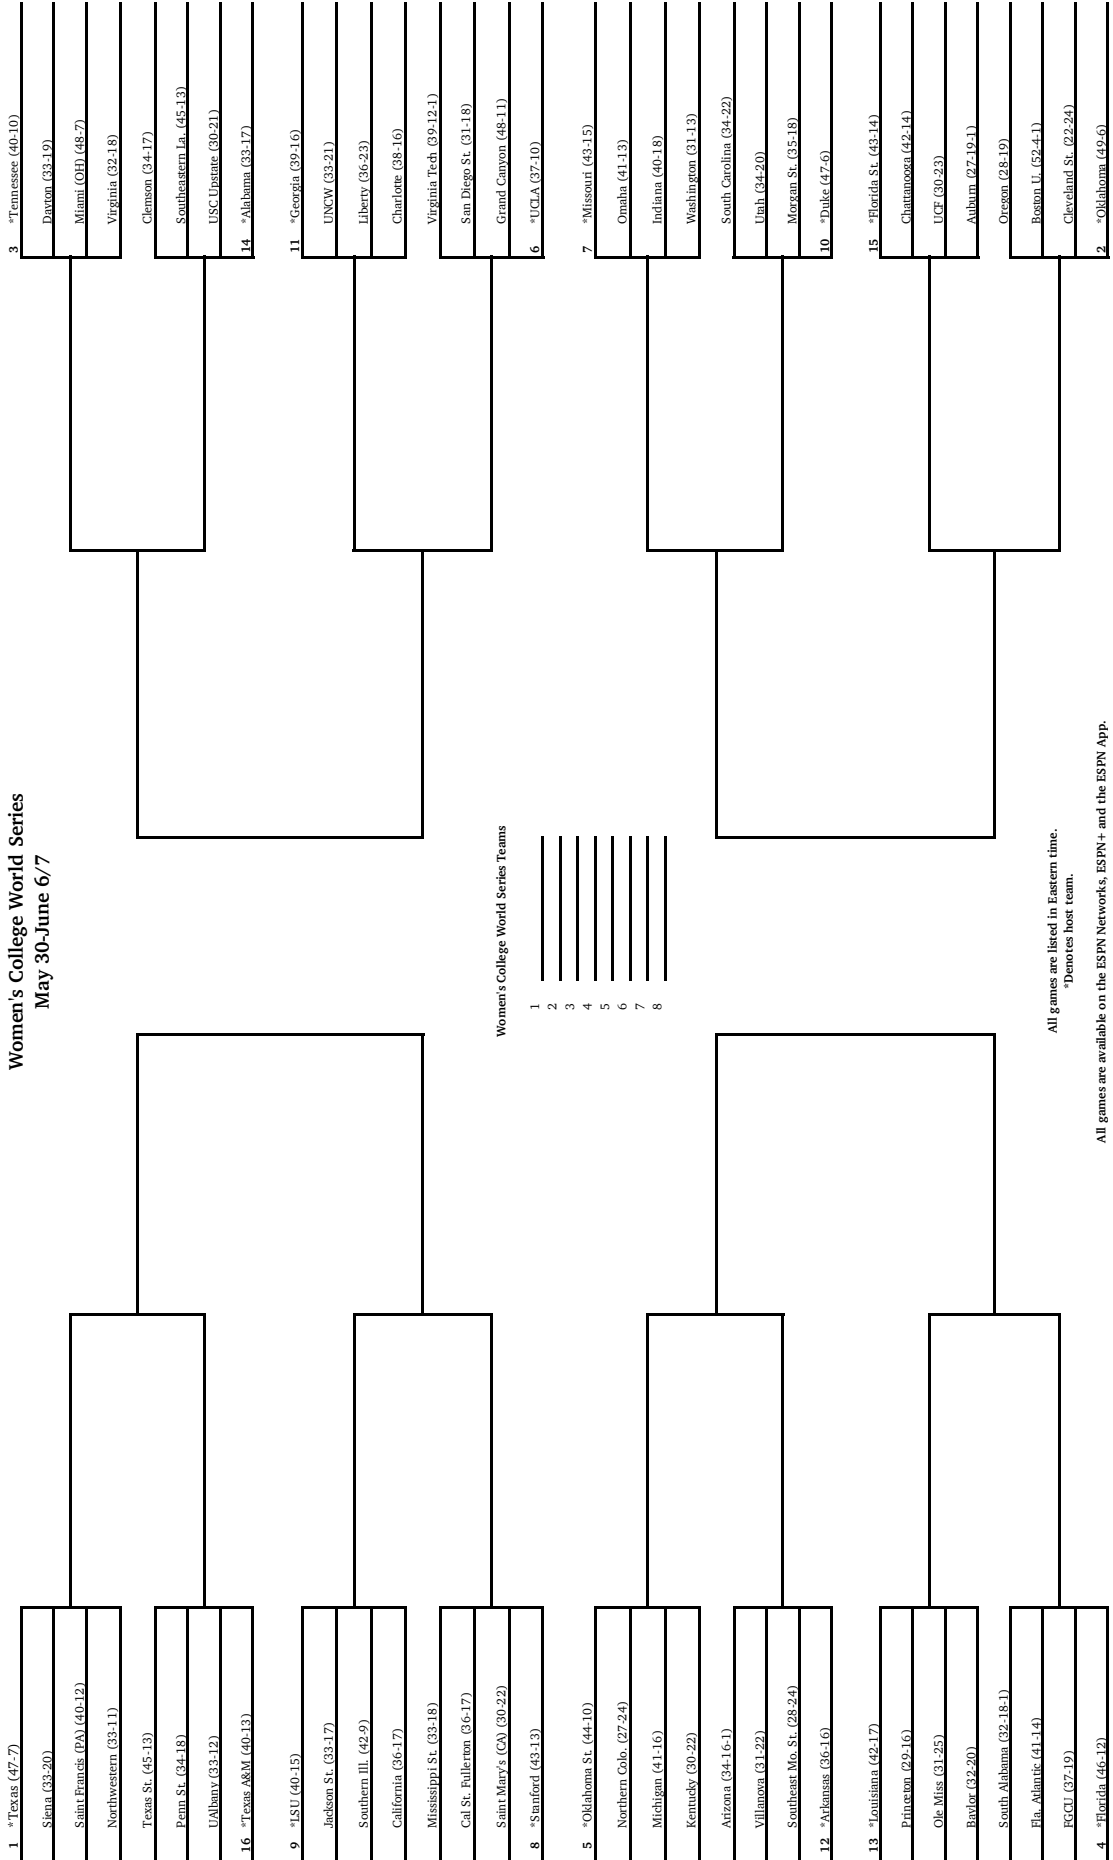 Women's College World Series
May 30-June 6/7
1 *Texas (47-7)
Siena (33-20)
Saint Francis (PA) (40-12)
Northwestern (33-11)
Texas St. (45-13)
Penn St. (34-18)
UAlbany (33-12)
16 *Texas A&M (40-13)
9 *LSU (40-15)
Jackson St. (33-17)
Southern Ill. (42-9)
California (36-17)
Mississippi St. (33-18)
Cal St. Fullerton (36-17)
Saint Mary's (CA) (30-22)
8 *Stanford (43-13)
5 *Oklahoma St. (44-10)
Northern Colo. (27-24)
Michigan (41-16)
Kentucky (30-22)
Arizona (34-16-1)
Villanova (31-22)
Southeast Mo. St. (28-24)
12 *Arkansas (36-16)
13 *Louisiana (42-17)
Princeton (29-16)
Ole Miss (31-25)
Baylor (32-20)
South Alabama (32-18-1)
Fla. Atlantic (41-14)
FGCU (37-19)
4 *Florida (46-12)
3 *Tennessee (40-10)
Dayton (33-19)
Miami (OH) (48-7)
Virginia (32-18)
Clemson (34-17)
Southeastern La. (45-13)
USC Upstate (30-21)
14 *Alabama (33-17)
11 *Georgia (39-16)
UNCW (33-21)
Liberty (36-23)
Charlotte (38-16)
Virginia Tech (39-12-1)
San Diego St. (31-18)
Grand Canyon (48-11)
6 *UCLA (37-10)
7 *Missouri (43-15)
Omaha (41-13)
Indiana (40-18)
Washington (31-13)
South Carolina (34-22)
Utah (34-20)
Morgan St. (35-18)
10 *Duke (47-6)
15 *Florida St. (43-14)
Chattanooga (42-14)
UCF (30-23)
Auburn (27-19-1)
Oregon (28-19)
Boston U. (52-4-1)
Cleveland St. (22-24)
2 *Oklahoma (49-6)
Women's College World Series Teams
1
2
3
4
5
6
7
8
All games are listed in Eastern time.
*Denotes host team.
All games are available on the ESPN Networks, ESPN+ and the ESPN App.